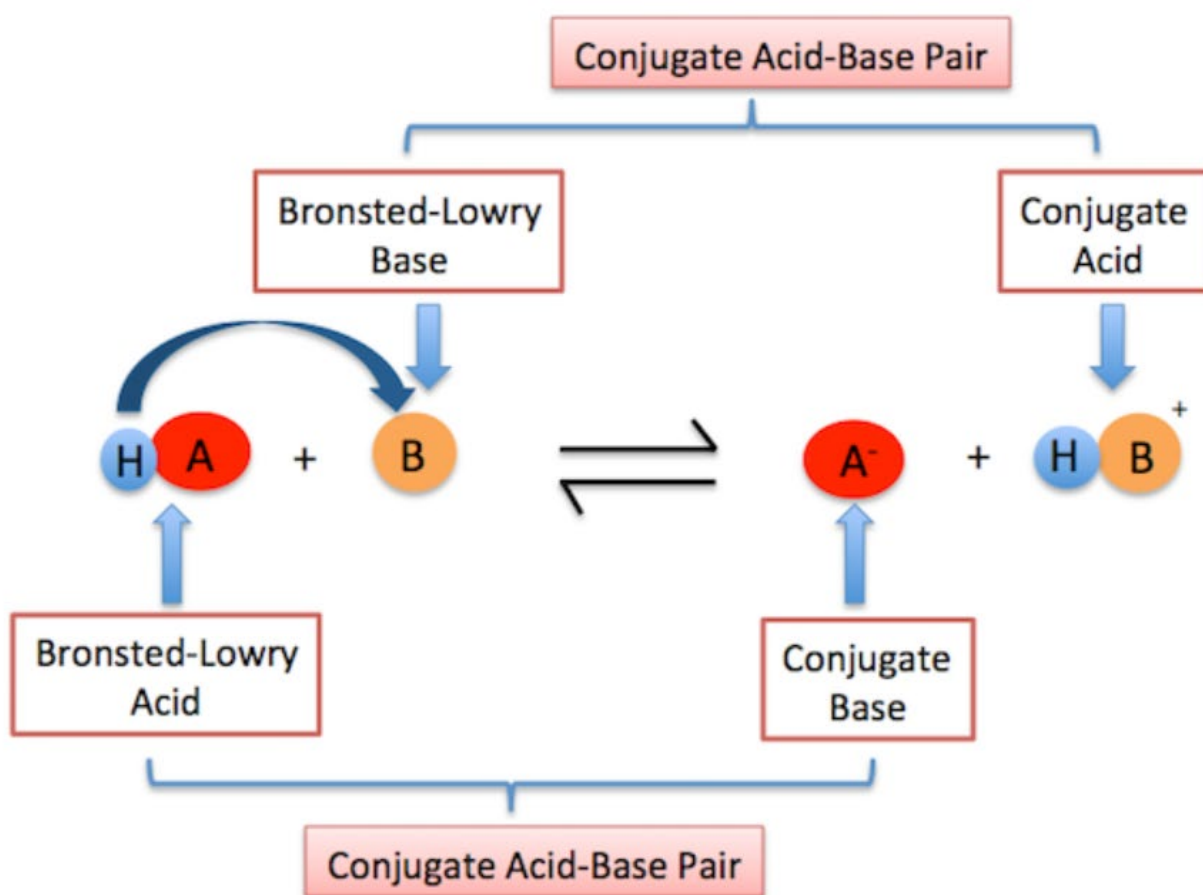 Conjugate Acid-Base Pair
Bronsted-Lowry
Base
Conjugate
Acid
H A + B A- + H B +
Bronsted-Lowry
Acid
Conjugate
Base
Conjugate Acid-Base Pair